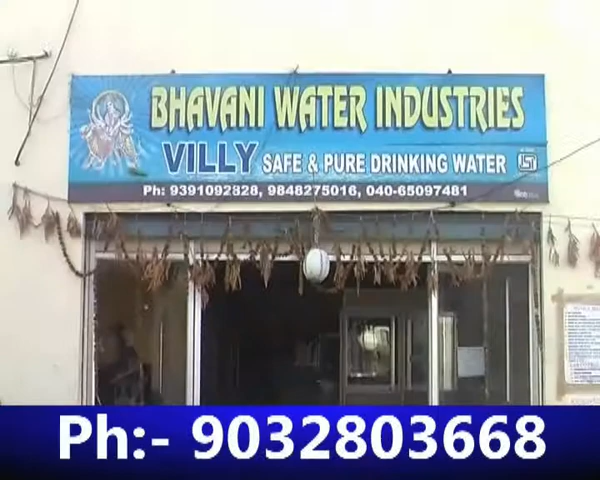 BHAVANI WATER INDUSTRIES
VILLY SAFE & PURE DRINKING WATER
Ph: 9391092828, 9848275016, 040-65097481
Ph:- 9032803668